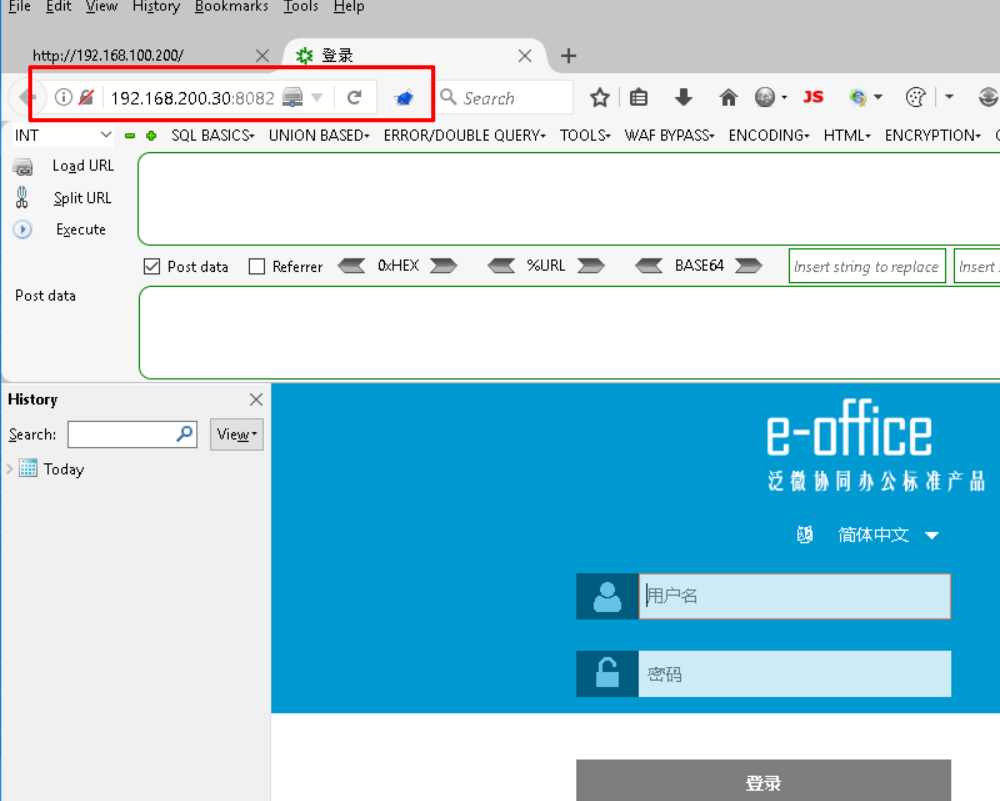 File Edit View History Bookmarks Tools Help
http://192.168.100.200/ 登录
192.168.200.30:8082 Search JS
INT SQL BASICS UNION BASED ERROR/DOUBLE QUERY TOOLS WAF BYPASS ENCODING HTML ENCRYPTION
Load URL
Split URL
Execute
Post data Referrer 0xHEX %URL BASE64 Insert string to replace Insert
Post data
History
Search: View
Today
e-office
泛微协同办公标准产品
简体中文
用户名
密码
登录